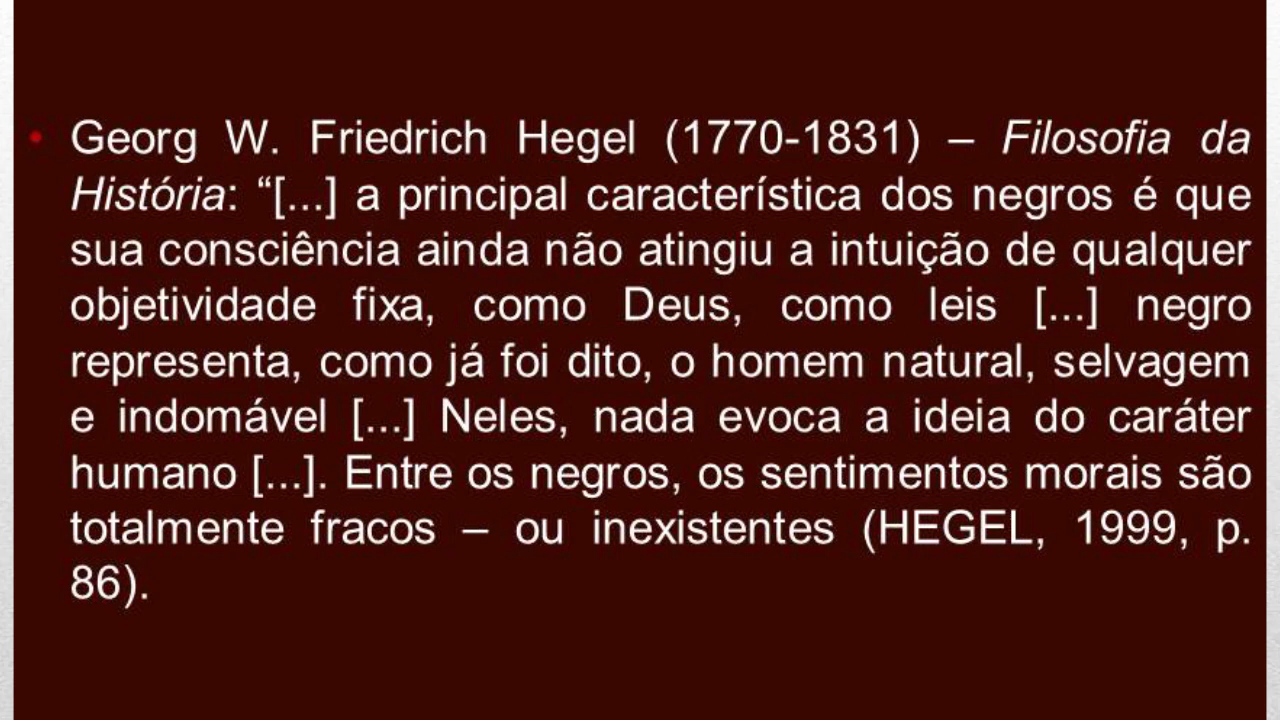 • Georg W. Friedrich Hegel (1770-1831) – Filosofia da
História: “[...] a principal característica dos negros é que
sua consciência ainda não atingiu a intuição de qualquer
objetividade fixa, como Deus, como leis [...] negro
representa, como já foi dito, o homem natural, selvagem
e indomável [...] Neles, nada evoca a ideia do caráter
humano [...]. Entre os negros, os sentimentos morais são
totalmente fracos – ou inexistentes (HEGEL, 1999, p.
86).